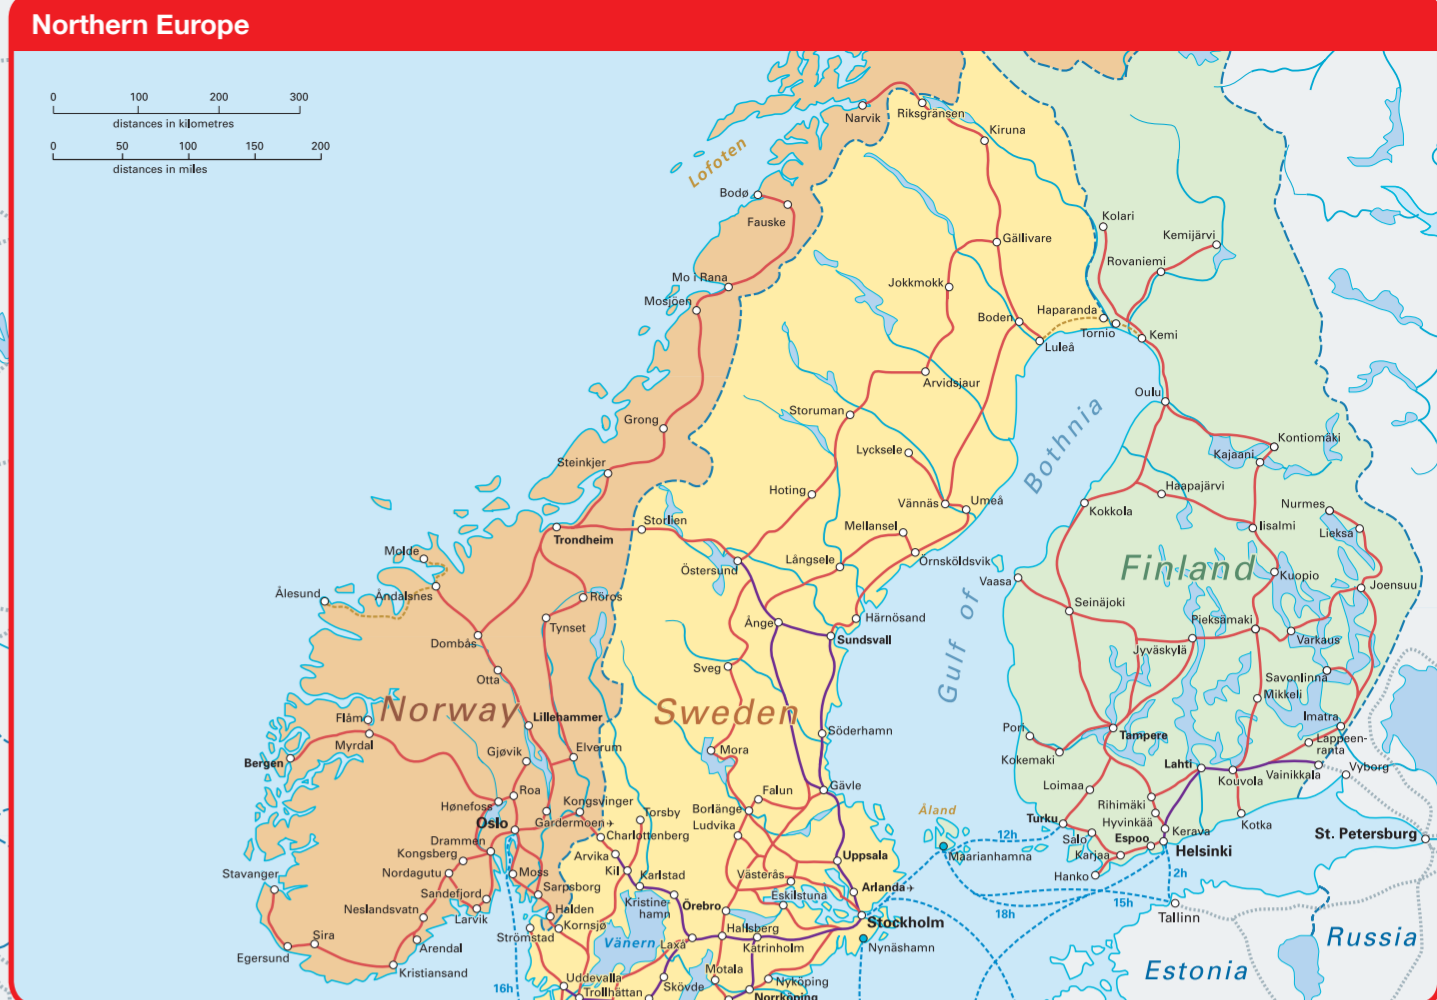 Northern Europe
0 100 200 300
distances in kilometres
0 50 100 150 200
distances in miles
Lofoten
Narvik
Riksgränsen
Kiruna
Bodø
Fauske
Kolari
Kemijärvi
Gällivare
Rovaniemi
Mo i Rana
Mosjöen
Jokkmokk
Haparanda
Boden
Tornio
Kemi
Luleå
Arvidsjaur
Oulu
Storuman
Grong
Bothnia
Kontiomäki
Kajaani
Lycksele
Steinkjer
Hoting
Haapajärvi
Vännäs
Umeå
Nurmes
Kokkola
Storlien
Mellansel
Iisalmi
Lieksa
Trondheim
Molde
Östersund
Långsele
Örnsköldsvik
Finland
Vaasa
Kuopio
Joensuu
Ålesund
Åndalsnes
Röros
Gulf of
Seinäjoki
Tynset
Ånge
Härnösand
Pieksämäki
Sundsvall
Varkaus
Dombås
Jyväskylä
Sveg
Otta
Savonlinna
Mikkeli
Norway
Sweden
Flåm
Lillehammer
Imatra
Myrdal
Söderhamn
Pori
Tampere
Lappeen-
ranta
Gjøvik
Elverum
Mora
Bergen
Kokemaki
Lahti
Vainikkala
Vyborg
Kouvola
Roa
Falun
Gävle
Loimaa
Hønefoss
Kongsvinger
Torsby
Borlänge
Åland
Rihimäki
Oslo
Gardermoen
Ludvika
Turku
Hyvinkää
Kotka
Charlottenberg
12h
Salo
Espoo
Kerava
St. Petersburg
Drammen
Kongsberg
Arvika
Uppsala
Maarianhamna
Karjaa
Helsinki
Stavanger
Nordagutu
Moss
Kil
Karlstad
Västerås
Hanko
2h
Sandefjord
Sarpsborg
Kristine-
hamn
Örebro
Eskilstuna
Arlanda
Larvik
15h
Neslandsvatn
Halden
18h
Tallinn
Kornsjø
Stockholm
Hallsberg
Strömstad
Vänern
Laxå
Katrinholm
Nynäshamn
Sira
Arendal
Russia
Egersund
Kristiansand
Motala
Estonia
Uddevalla
Skövde
Nyköping
16h
Trollhättan
Norrköping